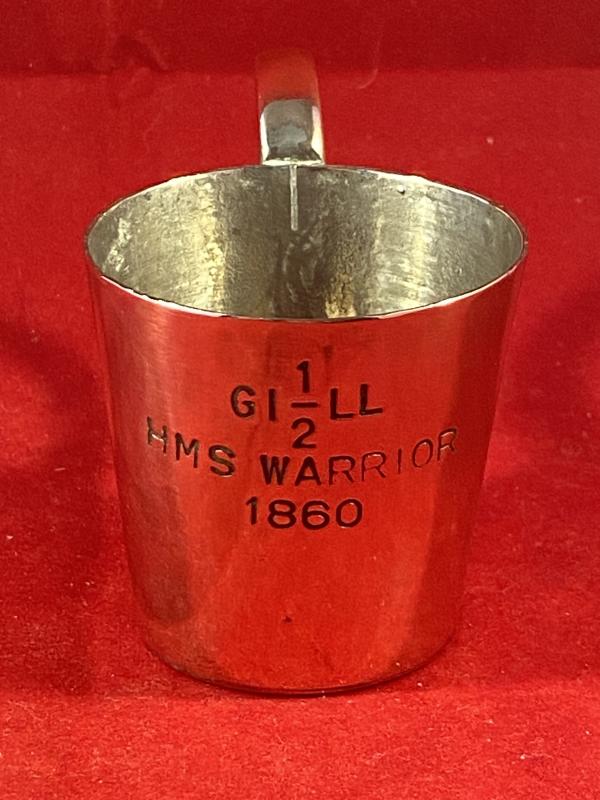 GI 1/2 LL
HMS WARRIOR
1860